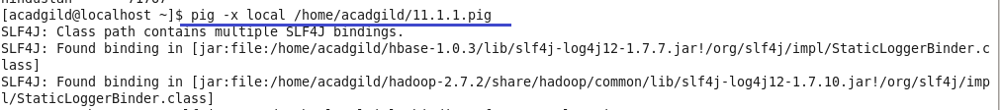 [acadgild@localhost ~]$ pig -x local /home/acadgild/11.1.1.pig
SLF4J: Class path contains multiple SLF4J bindings.
SLF4J: Found binding in [jar:file:/home/acadgild/hbase-1.0.3/lib/slf4j-log4j12-1.7.7.jar!/org/slf4j/impl/StaticLoggerBinder.c
lass]
SLF4J: Found binding in [jar:file:/home/acadgild/hadoop-2.7.2/share/hadoop/common/lib/slf4j-log4j12-1.7.10.jar!/org/slf4j/imp
l/StaticLoggerBinder.class]